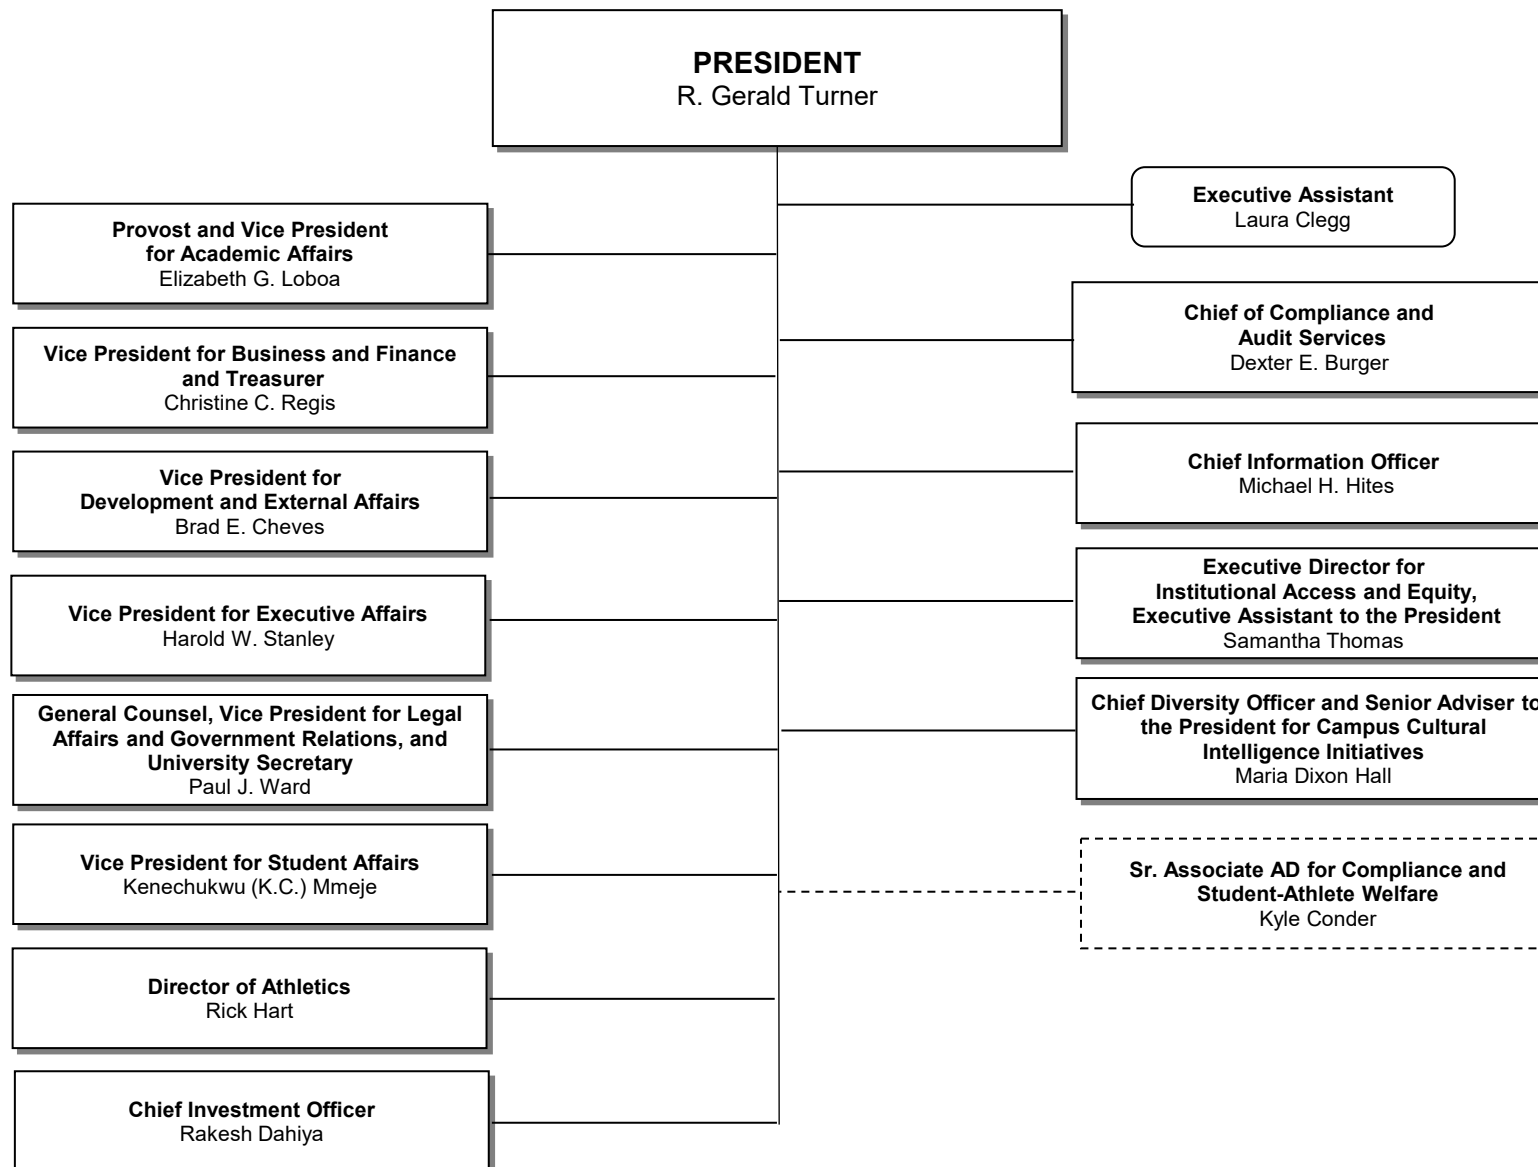 PRESIDENT
R. Gerald Turner
Executive Assistant
Laura Clegg
Provost and Vice President
for Academic Affairs
Elizabeth G. Loboa
Chief of Compliance and
Audit Services
Dexter E. Burger
Vice President for Business and Finance
and Treasurer
Christine C. Regis
Chief Information Officer
Michael H. Hites
Vice President for
Development and External Affairs
Brad E. Cheves
Executive Director for
Institutional Access and Equity,
Executive Assistant to the President
Samantha Thomas
Vice President for Executive Affairs
Harold W. Stanley
Chief Diversity Officer and Senior Adviser to
the President for Campus Cultural
Intelligence Initiatives
Maria Dixon Hall
General Counsel, Vice President for Legal
Affairs and Government Relations, and
University Secretary
Paul J. Ward
Sr. Associate AD for Compliance and
Student-Athlete Welfare
Kyle Conder
Vice President for Student Affairs
Kenechukwu (K.C.) Mmeje
Director of Athletics
Rick Hart
Chief Investment Officer
Rakesh Dahiya